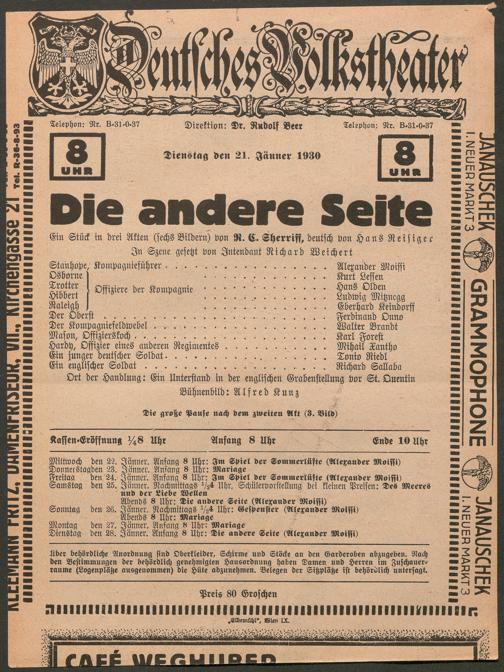 Deutsches Volkstheater
Telephon: Nr. B-31-0-37 Direktion: Dr. Rudolf Beer Telephon: Nr. B-31-0-37
8 UHR
8 UHR
Dienstag den 21. Jänner 1930
Die andere Seite
Ein Stück in drei Akten (sechs Bildern) von R. C. Sherriff, deutsch von Hans Reisiger
In Szene gesetzt von Intendant Richard Weichert
Stanhope, Kompagnieführer Alexander Moissi
Osborne Kurt Lessen
Trotter Hans Olden
Offiziere der Kompagnie
Hibbert Ludwig Mitznegg
Raleigh Eberhard Keindorff
Der Oberst Ferdinand Onno
Der Kompagniefeldwebel Walter Brandt
Mason, Offizierskoch Karl Forest
Hardy, Offizier eines anderen Regimentes Mihail Xantho
Ein junger deutscher Soldat Tonio Riedl
Ein englischer Soldat Richard Sallaba
Ort der Handlung: Ein Unterstand in der englischen Grabenstellung vor St. Quentin
Bühnenbild: Alfred Kunz
Die große Pause nach dem zweiten Akt (3. Bild)
Kassen-Eröffnung ¼8 Uhr Anfang 8 Uhr Ende 10 Uhr
Mittwoch den 22. Jänner. Anfang 8 Uhr: Im Spiel der Sommerlüfte (Alexander Moissi)
Donnerstag den 23. Jänner. Anfang 8 Uhr: Mariage
Freitag den 24. Jänner. Anfang 8 Uhr: Im Spiel der Sommerlüfte (Alexander Moissi)
Samstag den 25. Jänner. Nachmittags ¼4 Uhr, Schülervorstellung bei kleinen Preisen: Des Meeres
und der Liebe Wellen
Abends 8 Uhr: Die andere Seite (Alexander Moissi)
Sonntag den 26. Jänner. Nachmittags ¼4 Uhr: Gespenster (Alexander Moissi)
Abend 8 Uhr: Mariage
Montag den 27. Jänner. Anfang 8 Uhr: Mariage
Dienstag den 28. Jänner. Anfang 8 Uhr: Die andere Seite (Alexander Moissi)
Über behördliche Anordnung sind Oberkleider, Schirme und Stöcke an den Garderoben abzugeben. Nach
den Bestimmungen der behördlich genehmigten Hausordnung haben Damen und Herren im Zuschauer-
raume (Logenplätze ausgenommen) die Hüte abzunehmen. Belegen der Sitzplätze ist behördlich untersagt.
Preis 80 Groschen
"Elbemühl", Wien IX.
CAFÉ WEGHUBER
KLEEMANN FRITZ, DAMENFRISEUR, VII., Kirchengasse 21 Tel. R-38-8-93
JANAUSCHEK
I. NEUER MARKT 3
GRAMMOPHONE
JANAUSCHEK
I. NEUER MARKT 3